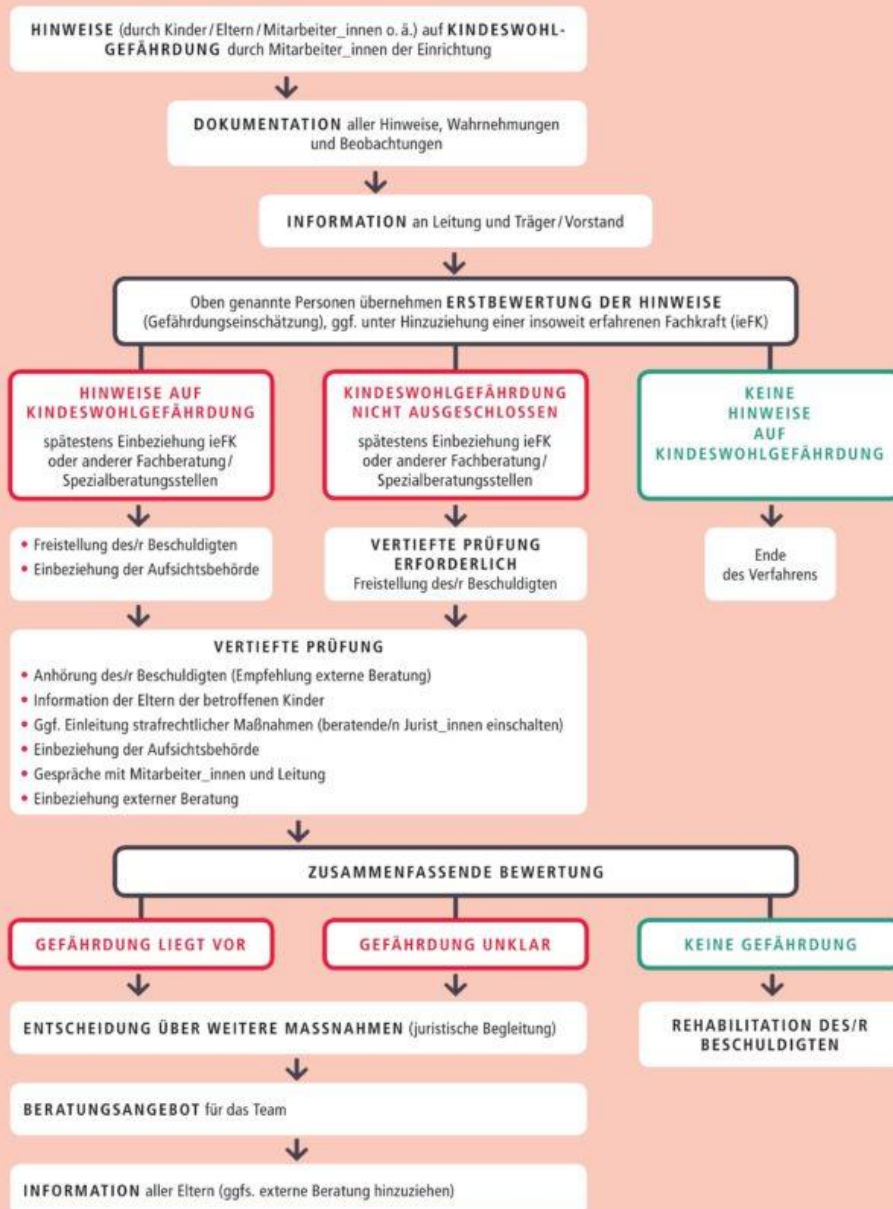 HINWEISE (durch Kinder/Eltern/Mitarbeiter_innen o. ä.) auf KINDESWOHL-
GEFÄHRDUNG durch Mitarbeiter_innen der Einrichtung
DOKUMENTATION aller Hinweise, Wahrnehmungen
und Beobachtungen
INFORMATION an Leitung und Träger/Vorstand
Oben genannte Personen übernehmen ERSTBEWERTUNG DER HINWEISE
(Gefährdungseinschätzung), ggf. unter Hinzuziehung einer insoweit erfahrenen Fachkraft (ieFK)
HINWEISE AUF
KINDESWOHLGEFÄHRDUNG
spätestens Einbeziehung ieFK
oder anderer Fachberatung/
Spezialberatungsstellen
KINDESWOHLGEFÄHRDUNG
NICHT AUSGESCHLOSSEN
spätestens Einbeziehung ieFK
oder anderer Fachberatung/
Spezialberatungsstellen
KEINE
HINWEISE
AUF
KINDESWOHLGEFÄHRDUNG
• Freistellung des/r Beschuldigten
• Einbeziehung der Aufsichtsbehörde
VERTIEFTE PRÜFUNG
ERFORDERLICH
Freistellung des/r Beschuldigten
Ende
des Verfahrens
VERTIEFTE PRÜFUNG
• Anhörung des/r Beschuldigten (Empfehlung externe Beratung)
• Information der Eltern der betroffenen Kinder
• Ggf. Einleitung strafrechtlicher Maßnahmen (beratende/n Jurist_innen einschalten)
• Einbeziehung der Aufsichtsbehörde
• Gespräche mit Mitarbeiter_innen und Leitung
• Einbeziehung externer Beratung
ZUSAMMENFASSENDE BEWERTUNG
GEFÄHRDUNG LIEGT VOR
GEFÄHRDUNG UNKLAR
KEINE GEFÄHRDUNG
ENTSCHEIDUNG ÜBER WEITERE MASSNAHMEN (juristische Begleitung)
REHABILITATION DES/R
BESCHULDIGTEN
BERATUNGSANGEBOT für das Team
INFORMATION aller Eltern (ggfs. externe Beratung hinzuziehen)